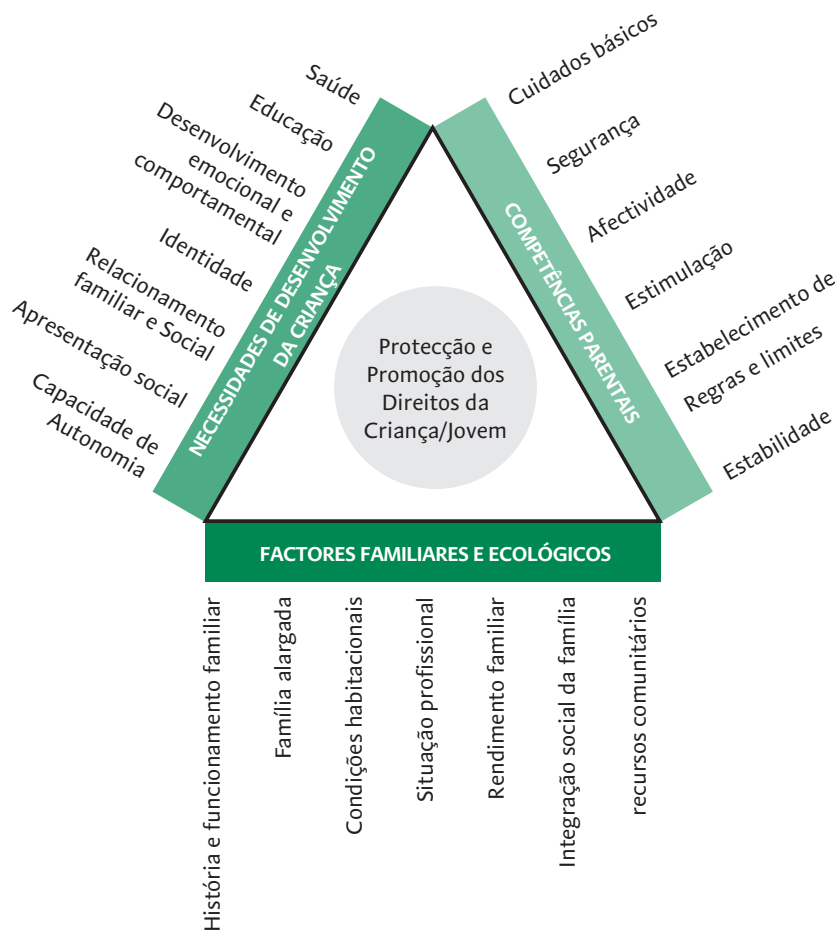 Saúde
Educação
Desenvolvimento
emocional e
comportamental
Identidade
Relacionamento
familiar e Social
Apresentação social
Capacidade de
Autonomia
NECESSIDADES DE DESENVOLVIMENTO
DA CRIANÇA
Cuidados básicos
Segurança
Afectividade
Estimulação
Estabelecimento de
Regras e limites
Estabilidade
COMPETÊNCIAS PARENTAIS
Protecção e
Promoção dos
Direitos da
Criança/Jovem
FACTORES FAMILIARES E ECOLÓGICOS
História e funcionamento familiar
Família alargada
Condições habitacionais
Situação profissional
Rendimento familiar
Integração social da família
recursos comunitários